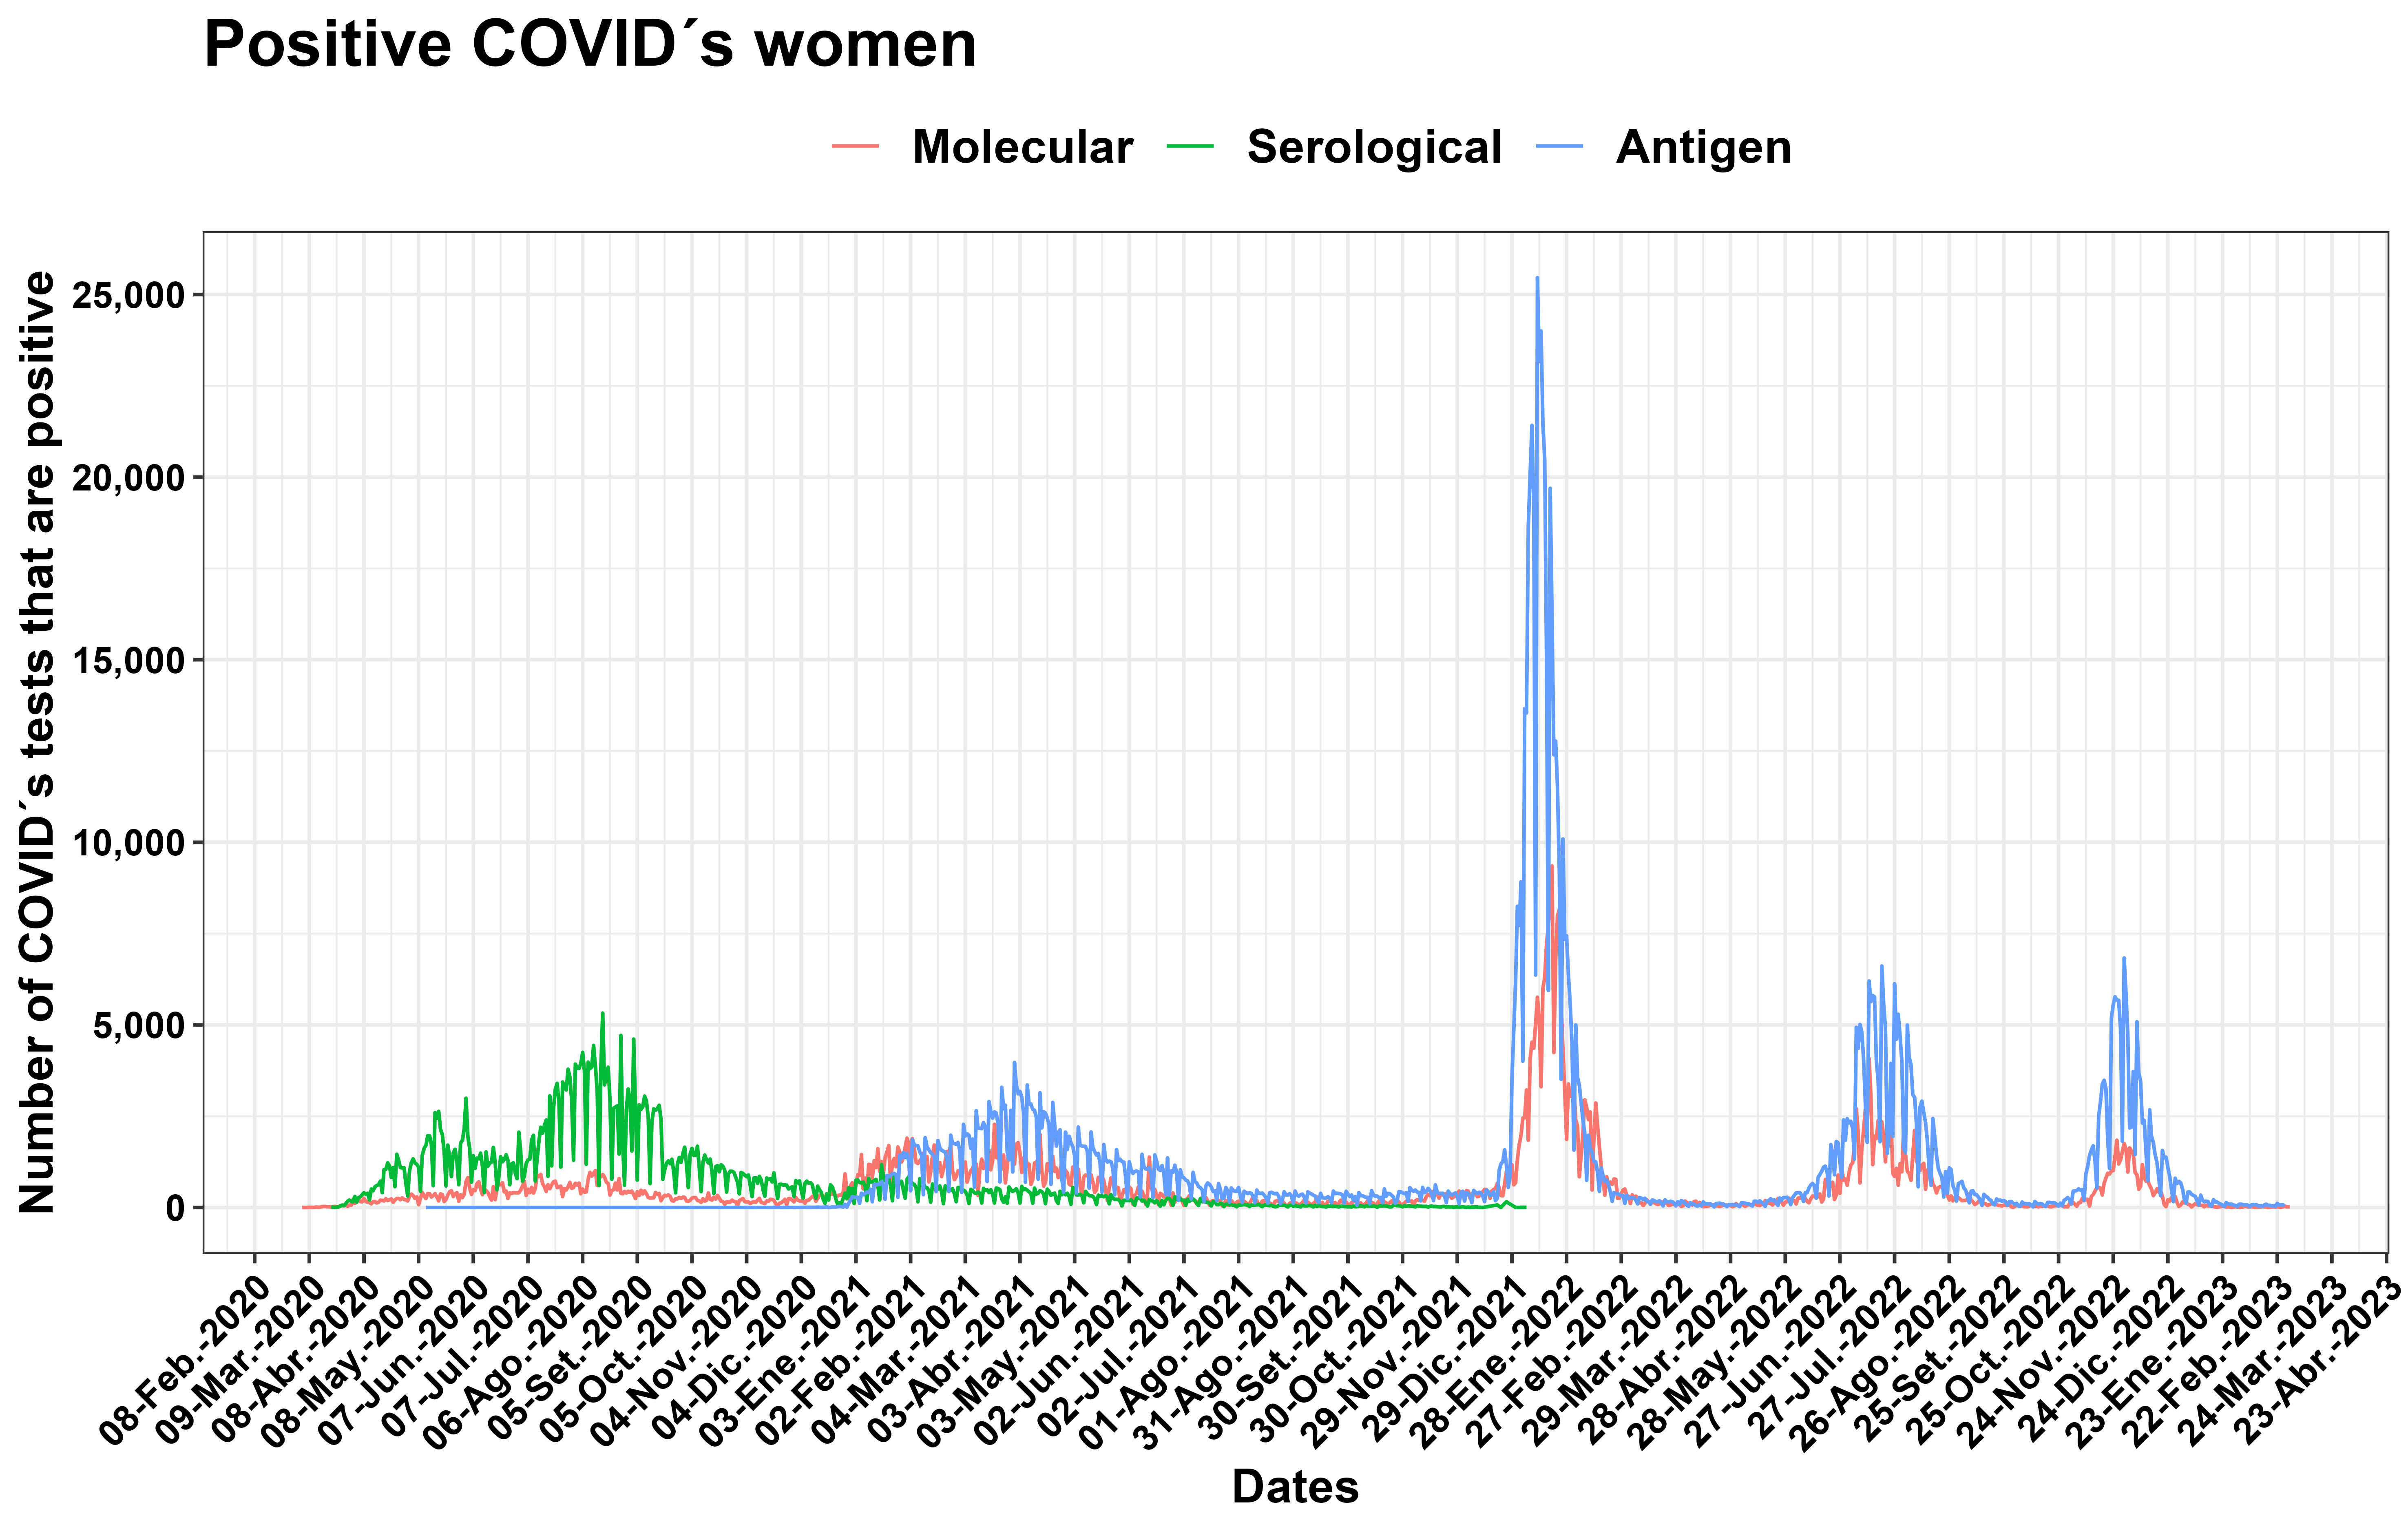 Positive COVID´s women
Molecular Serological Antigen
Number of COVID´s tests that are positive
25,000
20,000
15,000
10,000
5,000
0
08-Feb.-2020
09-Mar.-2020
08-Abr.-2020
08-May.-2020
07-Jun.-2020
07-Jul.-2020
06-Ago.-2020
05-Set.-2020
05-Oct.-2020
04-Nov.-2020
04-Dic.-2020
03-Ene.-2021
02-Feb.-2021
04-Mar.-2021
03-Abr.-2021
03-May.-2021
02-Jun.-2021
02-Jul.-2021
01-Ago.-2021
31-Ago.-2021
30-Set.-2021
30-Oct.-2021
29-Nov.-2021
29-Dic.-2021
28-Ene.-2022
27-Feb.-2022
29-Mar.-2022
28-Abr.-2022
28-May.-2022
27-Jun.-2022
27-Jul.-2022
26-Ago.-2022
25-Set.-2022
25-Oct.-2022
24-Nov.-2022
24-Dic.-2022
23-Ene.-2023
22-Feb.-2023
24-Mar.-2023
23-Abr.-2023
Dates